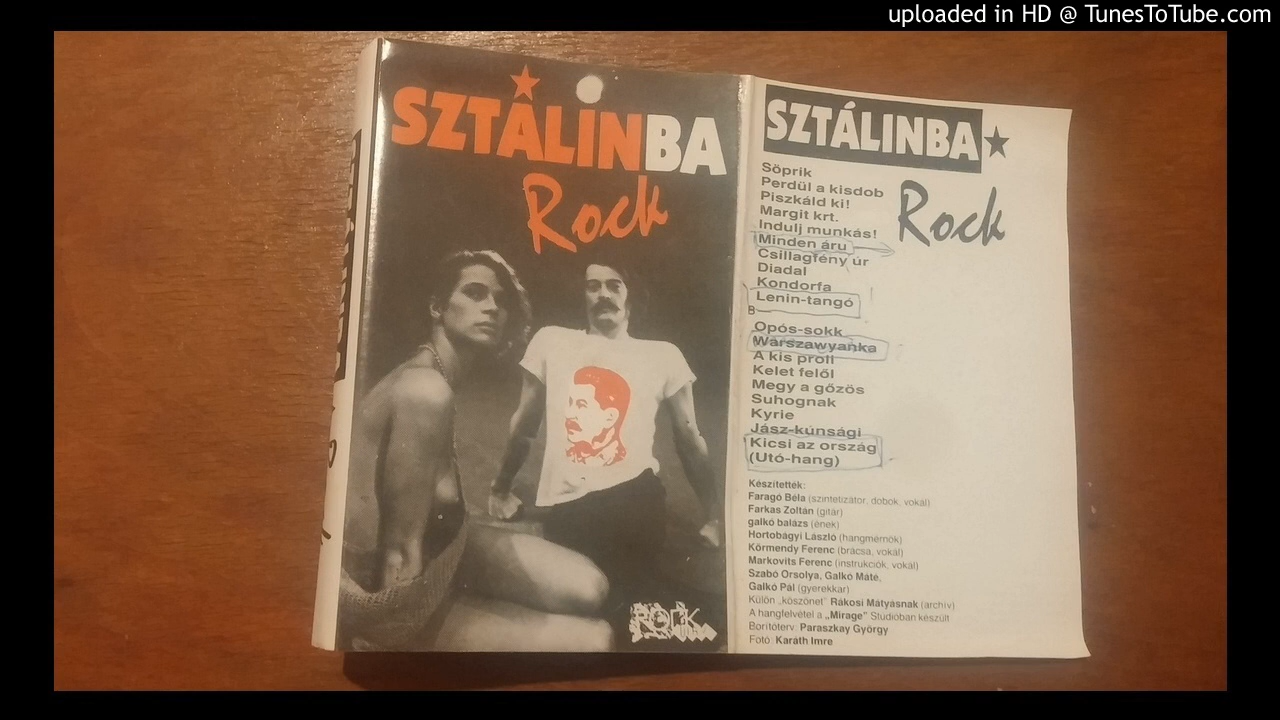 uploaded in HD @ TunesToTube.com
SZTÁLINBA
Rock
ROCK
SZTÁLINBA
Rock
Söprik
Perdül a kisdob
Piszkáld ki!
Margit krt.
Indulj munkás!
Minden áru
Csillagfény úr
Diadal
Kondorfa
Lenin-tangó
B
Opós-sokk
Warszawyanka
A kis profi
Kelet felől
Megy a gőzös
Suhognak
Kyrie
Jász-kúnsági
Kicsi az ország
(Utó-hang)
Készítették:
Faragó Béla (szintetizátor, dobok, vokál)
Farkas Zoltán (gitár)
galkó balázs (ének)
Hortobágyi László (hangmérnök)
Körmendy Ferenc (brácsa, vokál)
Markovits Ferenc (instrukciók, vokál)
Szabó Orsolya, Galkó Máté,
Galkó Pál (gyerekkar)
Külön „köszönet" Rákosi Mátyásnak (archív)
A hangfelvétel a „Mirage" Stúdióban készült
Borítóterv: Paraszkay György
Fotó: Karáth Imre